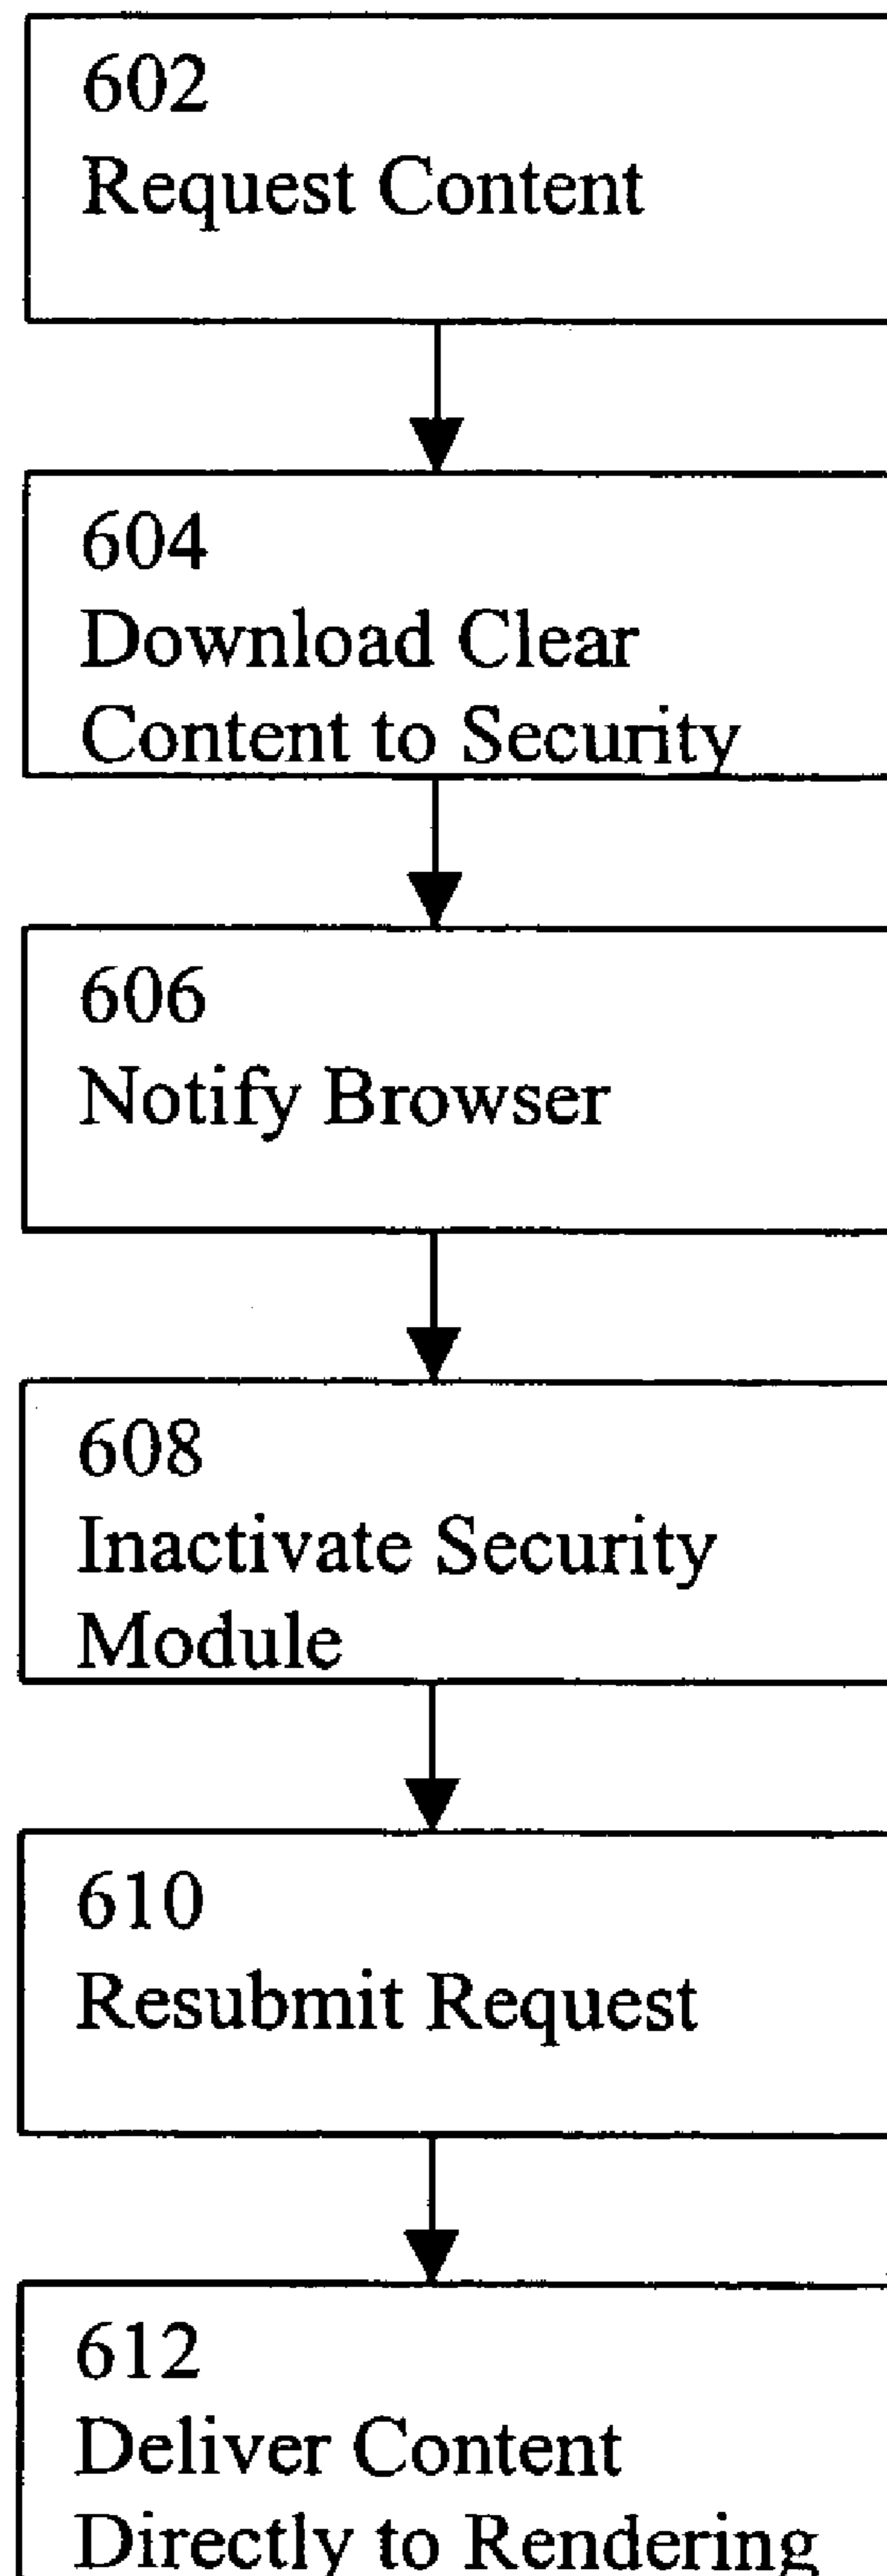 602
Request Content
604
Download Clear
Content to Security
606
Notify Browser
608
Inactivate Security
Module
610
Resubmit Request
612
Deliver Content
Directly to Rendering